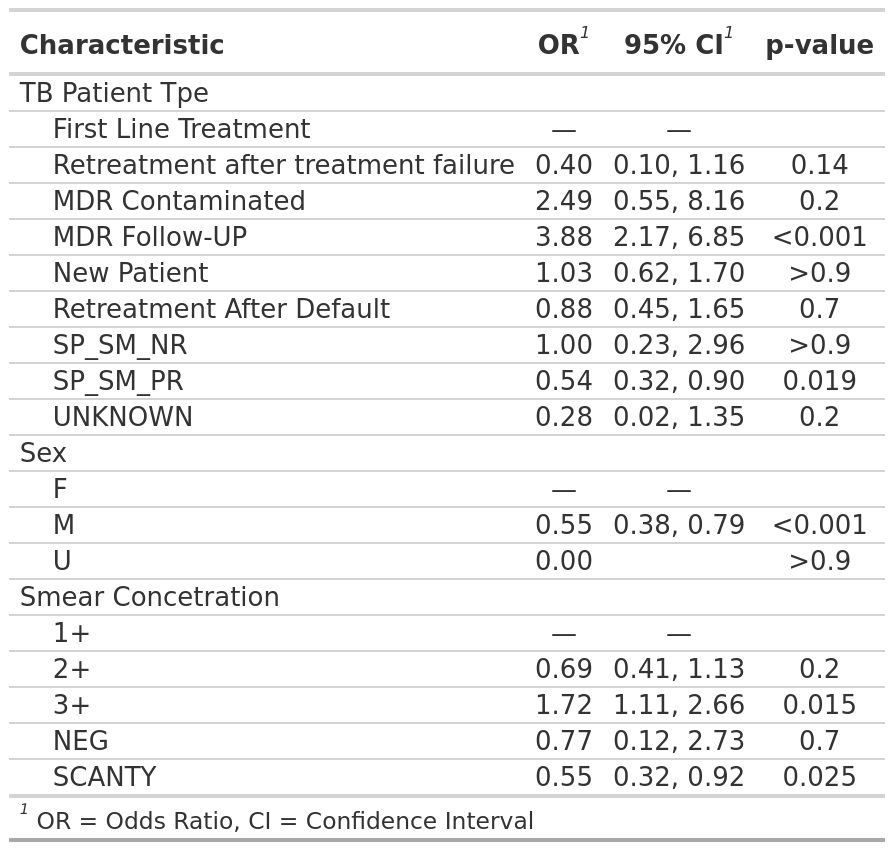 Characteristic OR1 95% CI1 p-value
TB Patient Tpe
First Line Treatment — —
Retreatment after treatment failure 0.40 0.10, 1.16 0.14
MDR Contaminated 2.49 0.55, 8.16 0.2
MDR Follow-UP 3.88 2.17, 6.85 <0.001
New Patient 1.03 0.62, 1.70 >0.9
Retreatment After Default 0.88 0.45, 1.65 0.7
SP_SM_NR 1.00 0.23, 2.96 >0.9
SP_SM_PR 0.54 0.32, 0.90 0.019
UNKNOWN 0.28 0.02, 1.35 0.2
Sex
F — —
M 0.55 0.38, 0.79 <0.001
U 0.00 >0.9
Smear Concetration
1+ — —
2+ 0.69 0.41, 1.13 0.2
3+ 1.72 1.11, 2.66 0.015
NEG 0.77 0.12, 2.73 0.7
SCANTY 0.55 0.32, 0.92 0.025
1 OR = Odds Ratio, CI = Confidence Interval